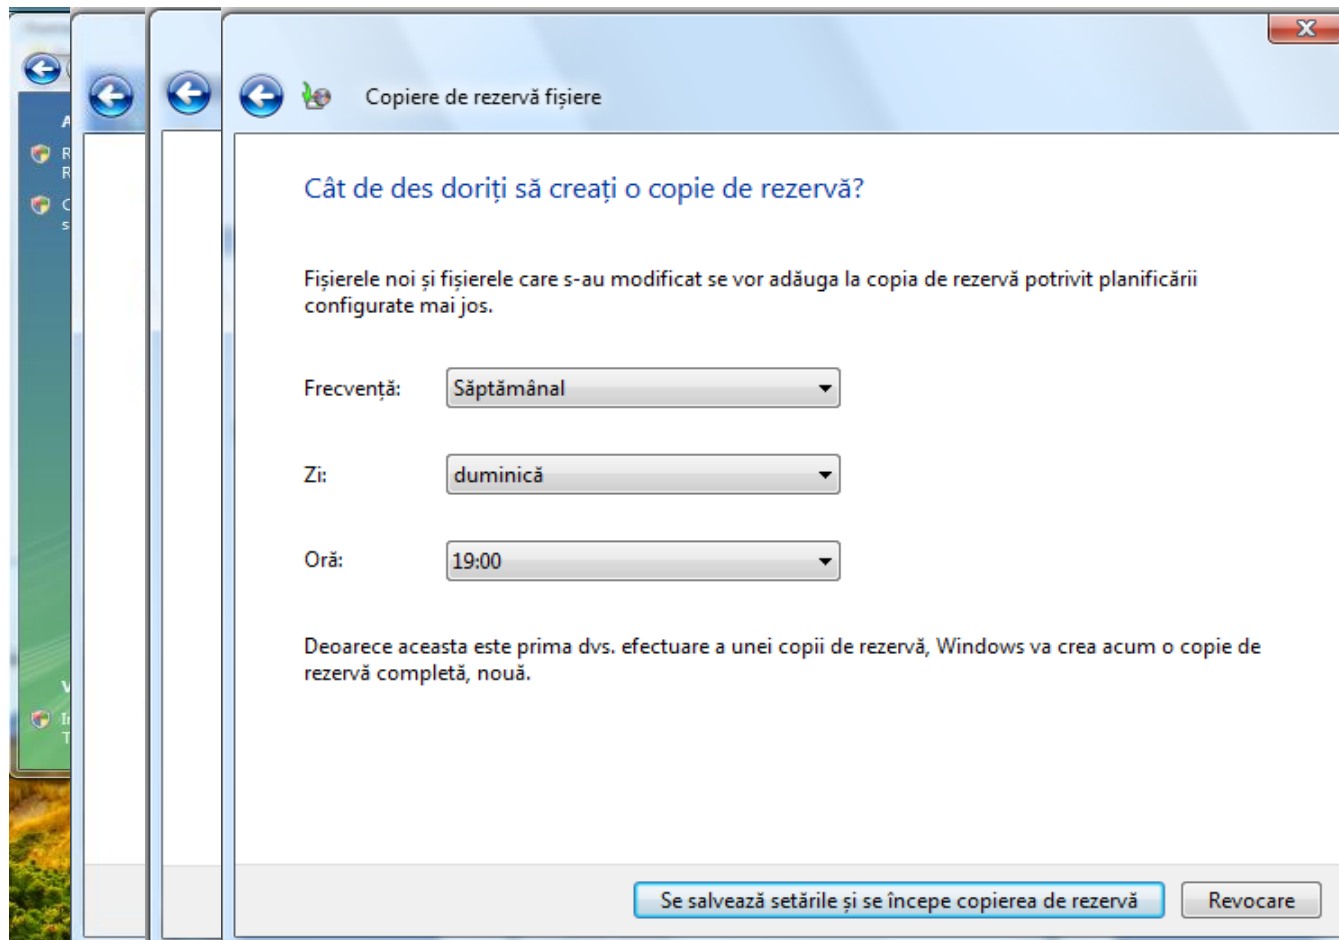 Copiere de rezervă fișiere
Cât de des doriți să creați o copie de rezervă?
Fișierele noi și fișierele care s-au modificat se vor adăuga la copia de rezervă potrivit planificării
configurate mai jos.
Frecvență: Săptămânal
Zi: duminică
Oră: 19:00
Deoarece aceasta este prima dvs. efectuare a unei copii de rezervă, Windows va crea acum o copie de
rezervă completă, nouă.
Se salvează setările și se începe copierea de rezervă Revocare